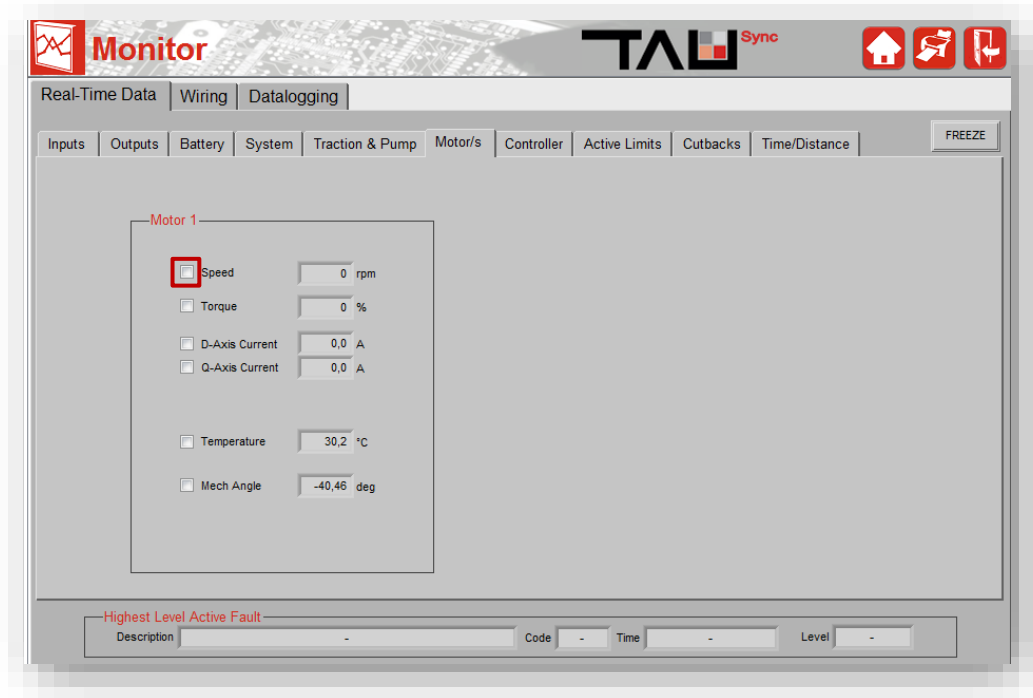 Monitor
TAU Sync
Real-Time Data Wiring Datalogging
Inputs Outputs Battery System Traction & Pump Motor/s Controller Active Limits Cutbacks Time/Distance FREEZE
Motor 1
Speed 0 rpm
Torque 0 %
D-Axis Current 0,0 A
Q-Axis Current 0,0 A
Temperature 30,2 °C
Mech Angle -40,46 deg
Highest Level Active Fault
Description - Code - Time - Level -